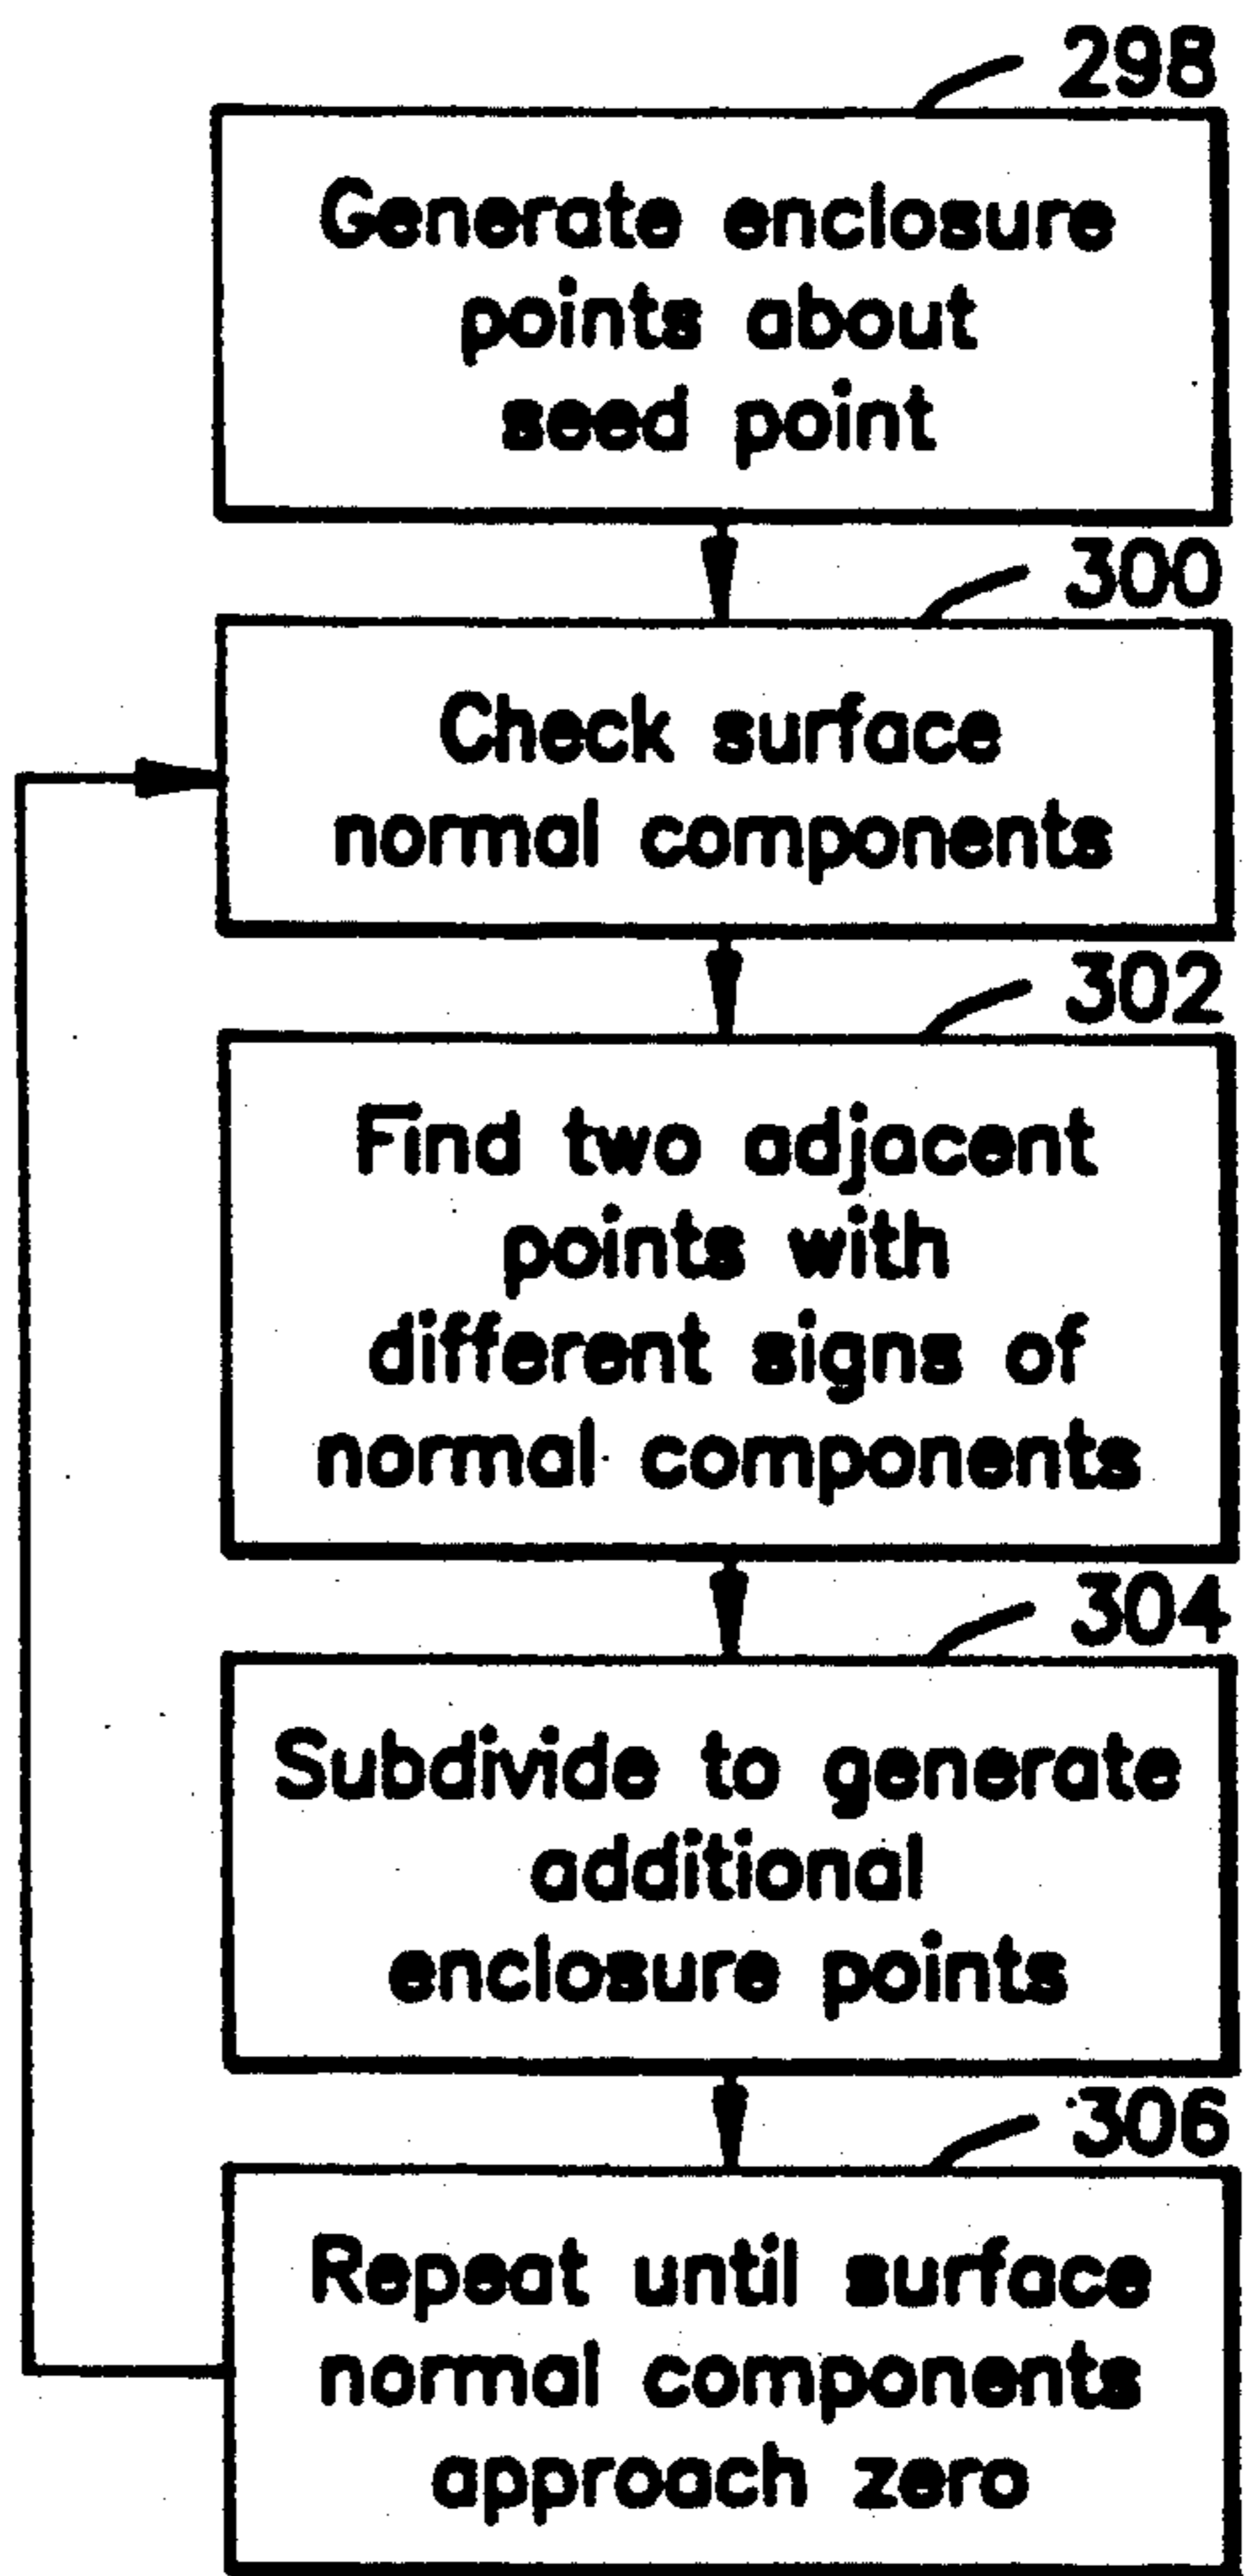 298
Generate enclosure
points about
seed point
300
Check surface
normal components
302
Find two adjacent
points with
different signs of
normal components
304
Subdivide to generate
additional
enclosure points
306
Repeat until surface
normal components
approach zero